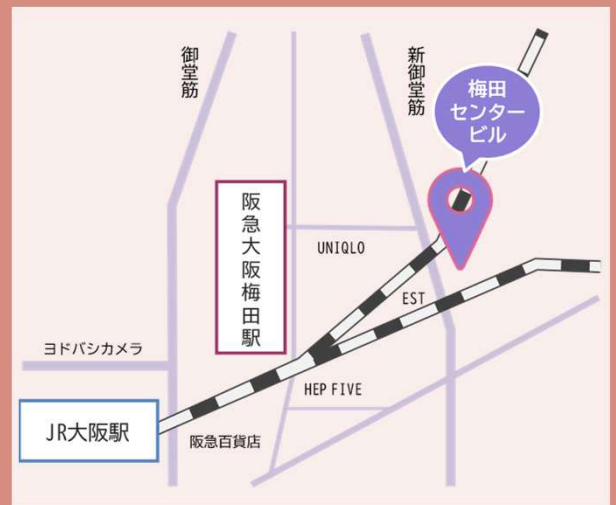 御堂筋
新御堂筋
梅田
センター
ビル
阪急大阪梅田駅
UNIQLO
EST
ヨドバシカメラ
HEP FIVE
JR大阪駅
阪急百貨店